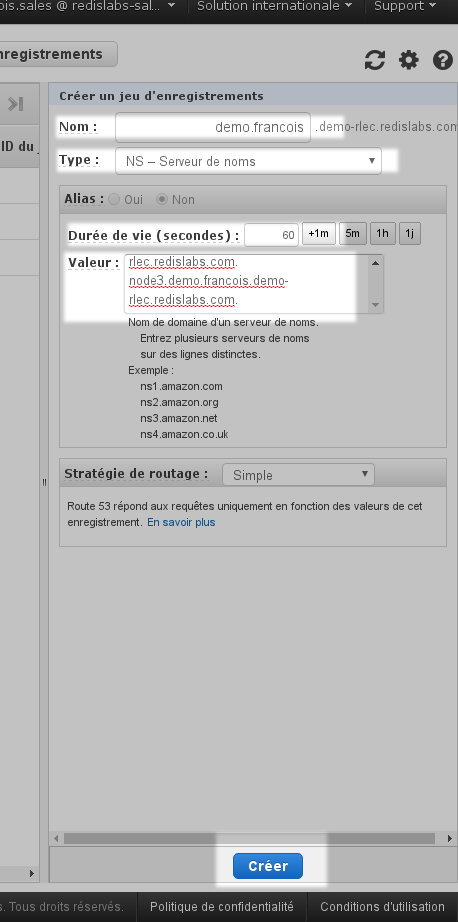 ois.sales @ redislabs-sal... Solution internationale Support
nregistrements
Créer un jeu d'enregistrements
Nom : demo.francois .demo-rlec.redislabs.com
ID du
Type : NS – Serveur de noms
Alias : Oui Non
Durée de vie (secondes) : 60 +1m 5m 1h 1j
Valeur : rlec.redislabs.com.
node3.demo.francois.demo-
rlec.redislabs.com.
Nom de domaine d'un serveur de noms.
Entrez plusieurs serveurs de noms
sur des lignes distinctes.
Exemple :
ns1.amazon.com
ns2.amazon.org
ns3.amazon.net
ns4.amazon.co.uk
Stratégie de routage : Simple
Route 53 répond aux requêtes uniquement en fonction des valeurs de cet
enregistrement. En savoir plus
Créer
s. Tous droits réservés. Politique de confidentialité Conditions d'utilisation